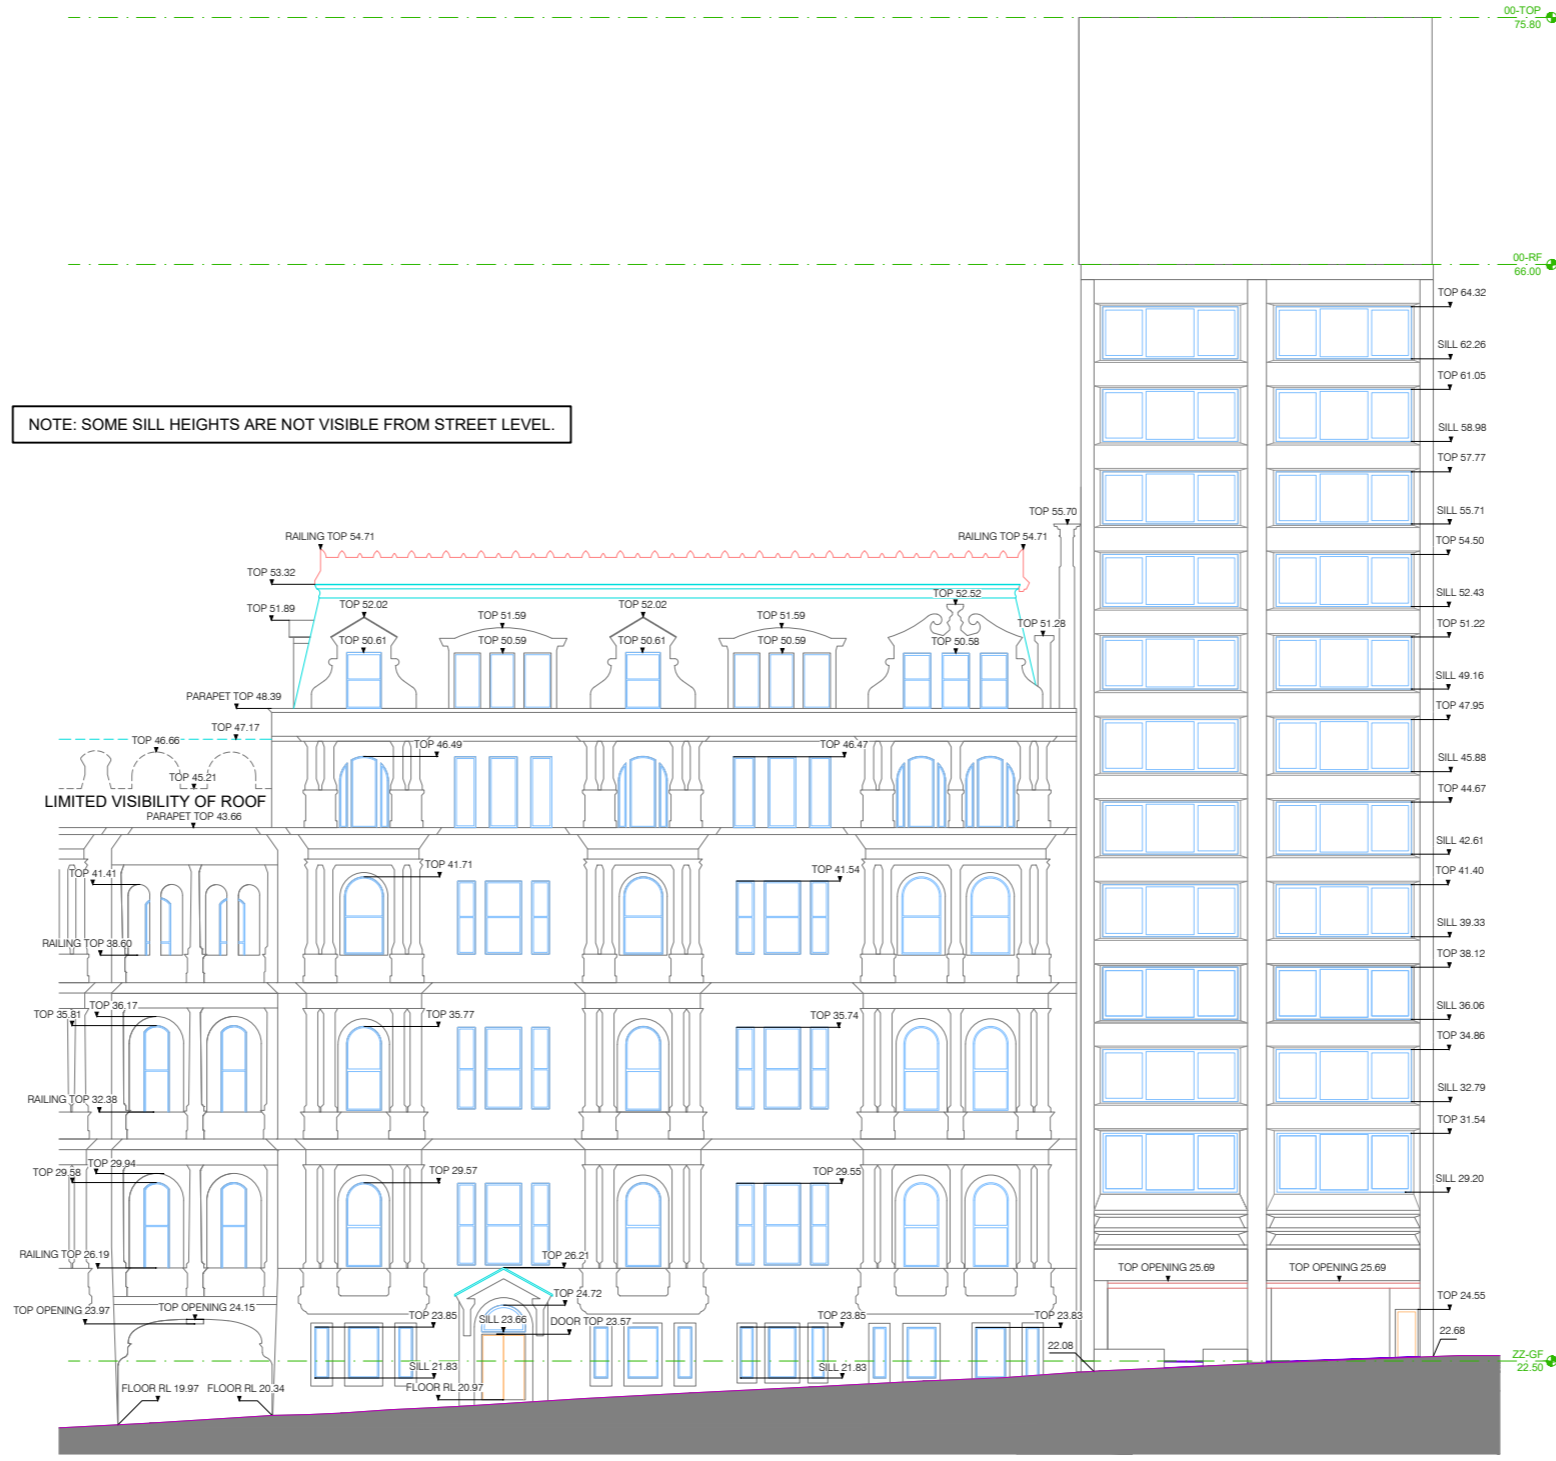 00-TOP
75.80
00-RF
66.00
TOP 64.32
SILL 62.26
TOP 61.05
NOTE: SOME SILL HEIGHTS ARE NOT VISIBLE FROM STREET LEVEL.
SILL 58.98
TOP 57.77
SILL 55.71
TOP 55.70
RAILING TOP 54.71
RAILING TOP 54.71
TOP 54.50
TOP 53.32
SILL 52.43
TOP 52.52
TOP 51.89
TOP 52.02
TOP 51.59
TOP 52.02
TOP 51.59
TOP 51.28
TOP 51.22
TOP 50.61
TOP 50.59
TOP 50.61
TOP 50.59
TOP 50.58
SILL 49.16
PARAPET TOP 48.39
TOP 47.95
TOP 47.17
TOP 46.66
TOP 46.49
TOP 46.47
SILL 45.88
TOP 45.21
TOP 44.67
LIMITED VISIBILITY OF ROOF
PARAPET TOP 43.66
SILL 42.61
TOP 41.41
TOP 41.71
TOP 41.54
TOP 41.40
SILL 39.33
RAILING TOP 38.60
TOP 38.12
SILL 36.06
TOP 36.17
TOP 35.81
TOP 35.77
TOP 35.74
TOP 34.86
SILL 32.79
RAILING TOP 32.38
TOP 31.54
TOP 29.94
TOP 29.58
TOP 29.57
TOP 29.55
SILL 29.20
RAILING TOP 26.19
TOP 26.21
TOP OPENING 25.69
TOP OPENING 25.69
TOP 24.72
TOP 24.55
TOP OPENING 23.97
TOP OPENING 24.15
TOP 23.85
SILL 23.66
DOOR TOP 23.57
TOP 23.85
TOP 23.83
22.68
22.08
ZZ-GF
22.50
SILL 21.83
SILL 21.83
FLOOR RL 19.97
FLOOR RL 20.34
FLOOR RL 20.97